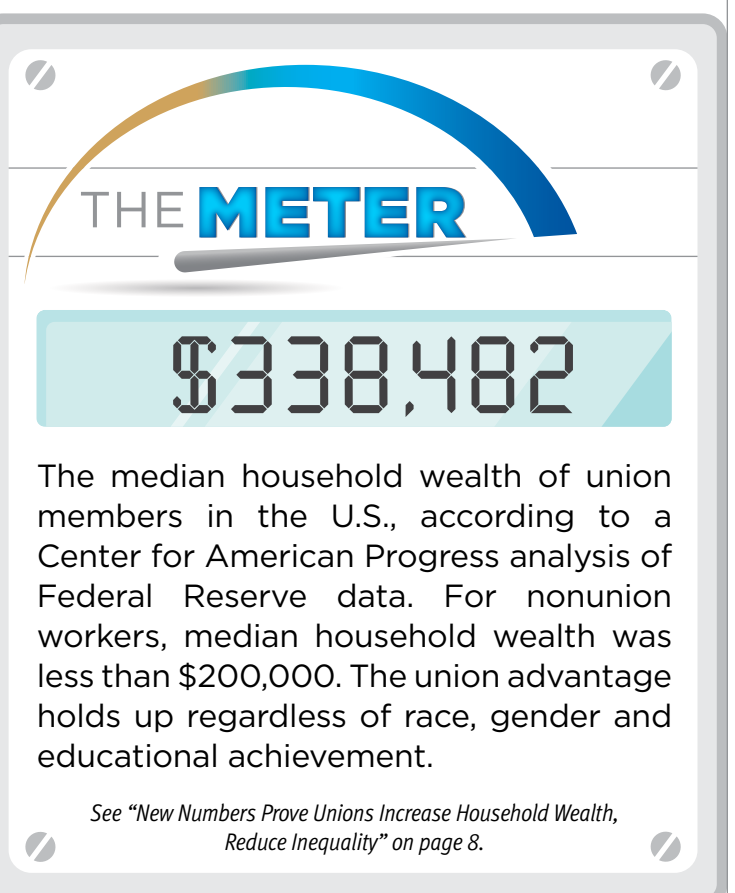 THE METER
$338,482
The median household wealth of union
members in the U.S., according to a
Center for American Progress analysis of
Federal Reserve data. For nonunion
workers, median household wealth was
less than $200,000. The union advantage
holds up regardless of race, gender and
educational achievement.
See “New Numbers Prove Unions Increase Household Wealth,
Reduce Inequality” on page 8.